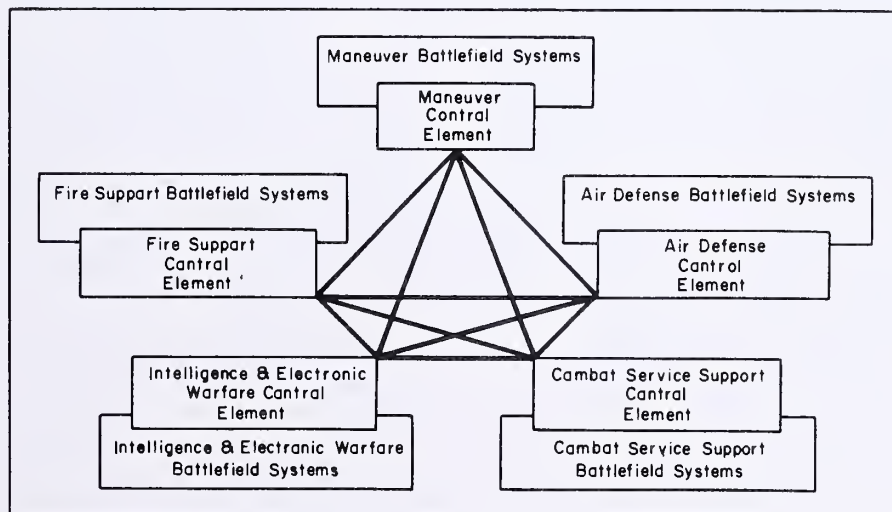 Maneuver Battlefield Systems
Maneuver
Contral
Element
Fire Support Battlefield Systems
Fire Suppart
Cantral
Element
Air Defense Battlefield Systems
Air Defense
Cantrol
Element
Intelligence & Electronic
Warfare Cantral
Element
Intelligence & Electranic Warfare
Battlefield Systems
Cambat Service Support
Cantral
Element
Cambat Service Suppart
Battlefield Systems